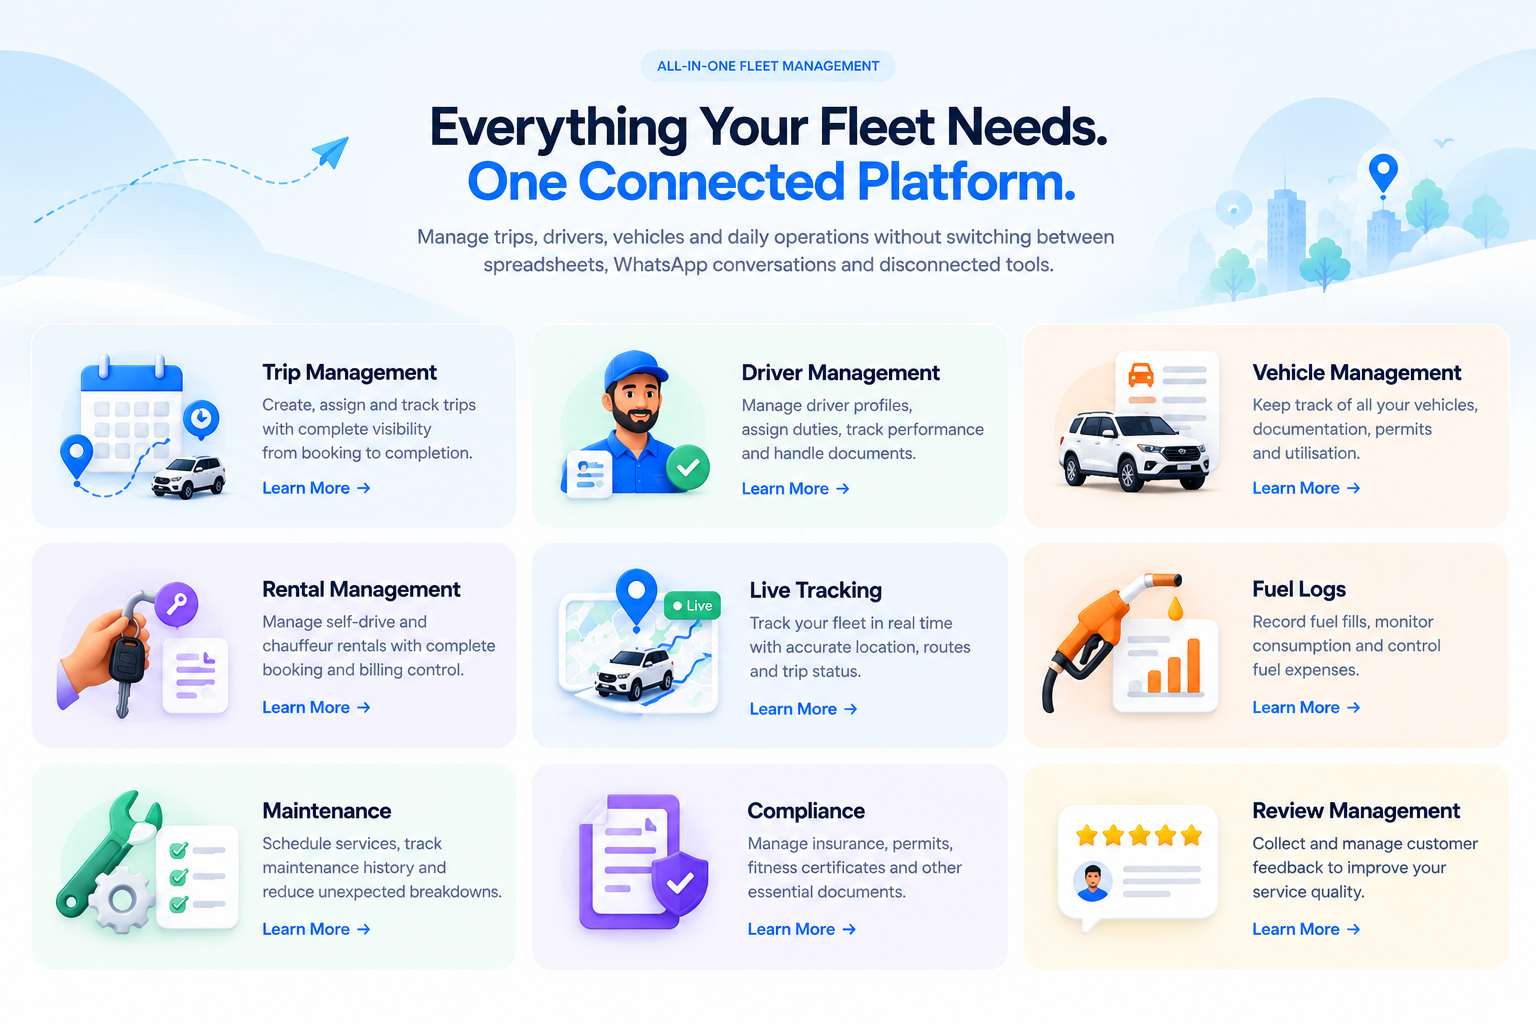 ALL-IN-ONE FLEET MANAGEMENT
Everything Your Fleet Needs.
One Connected Platform.
Manage trips, drivers, vehicles and daily operations without switching between
spreadsheets, WhatsApp conversations and disconnected tools.
Trip Management
Create, assign and track trips
with complete visibility
from booking to completion.
Learn More →
Driver Management
Manage driver profiles,
assign duties, track performance
and handle documents.
Learn More →
Vehicle Management
Keep track of all your vehicles,
documentation, permits
and utilisation.
Learn More →
Rental Management
Manage self-drive and
chauffeur rentals with complete
booking and billing control.
Learn More →
Live
Live Tracking
Track your fleet in real time
with accurate location, routes
and trip status.
Learn More →
Fuel Logs
Record fuel fills, monitor
consumption and control
fuel expenses.
Learn More →
Maintenance
Schedule services, track
maintenance history and
reduce unexpected breakdowns.
Learn More →
Compliance
Manage insurance, permits,
fitness certificates and other
essential documents.
Learn More →
Review Management
Collect and manage customer
feedback to improve your
service quality.
Learn More →